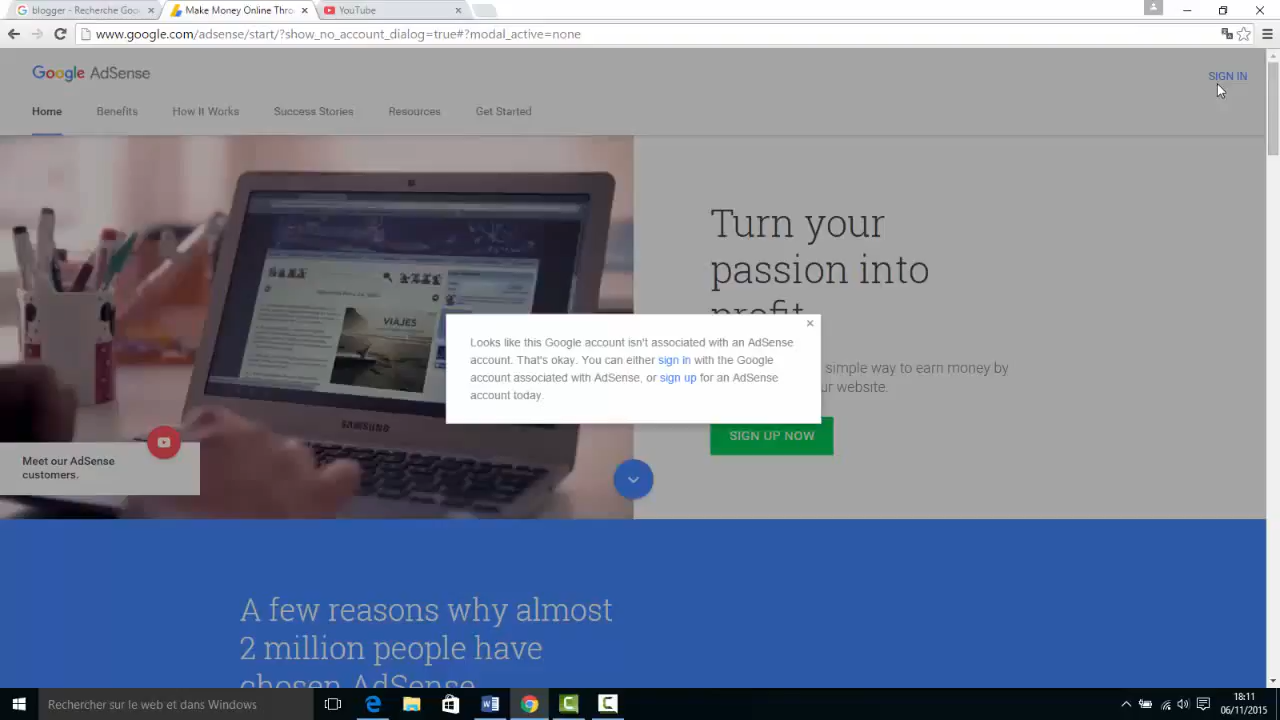 blogger - Recherche Goo
Make Money Online Thro
YouTube
www.google.com/adsense/start/?show_no_account_dialog=true#?modal_active=none
Google AdSense
SIGN IN
Home
Benefits
How It Works
Success Stories
Resources
Get Started
Turn your
passion into
profit
simple way to earn money by
ur website.
SIGN UP NOW
Looks like this Google account isn't associated with an AdSense
account. That's okay. You can either sign in with the Google
account associated with AdSense, or sign up for an AdSense
account today.
VIAJES
SAMSUNG
Meet our AdSense
customers.
A few reasons why almost
2 million people have
chosen AdSense
Rechercher sur le web et dans Windows
18:11
06/11/2015